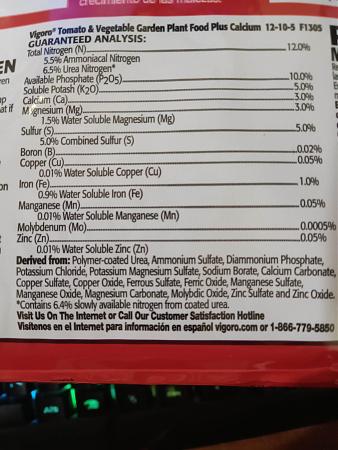 crecimiento de las malezas.
Vigoro® Tomato & Vegetable Garden Plant Food Plus Calcium 12-10-5 F1305
GUARANTEED ANALYSIS:
Total Nitrogen (N) 12.0%
5.5% Ammoniacal Nitrogen
6.5% Urea Nitrogen*
Available Phosphate (P2O5) 10.0%
Soluble Potash (K2O) 5.0%
Calcium (Ca) 3.0%
Magnesium (Mg) 3.0%
1.5% Water Soluble Magnesium (Mg)
Sulfur (S) 5.0%
5.0% Combined Sulfur (S)
Boron (B) 0.02%
Copper (Cu) 0.05%
0.01% Water Soluble Copper (Cu)
Iron (Fe) 1.0%
0.9% Water Soluble Iron (Fe)
Manganese (Mn) 0.05%
0.01% Water Soluble Manganese (Mn)
Molybdenum (Mo) 0.0005%
Zinc (Zn) 0.05%
0.01% Water Soluble Zinc (Zn)
Derived from: Polymer-coated Urea, Ammonium Sulfate, Diammonium Phosphate,
Potassium Chloride, Potassium Magnesium Sulfate, Sodium Borate, Calcium Carbonate,
Copper Sulfate, Copper Oxide, Ferrous Sulfate, Ferric Oxide, Manganese Sulfate,
Manganese Oxide, Magnesium Carbonate, Molybdic Oxide, Zinc Sulfate and Zinc Oxide.
*Contains 6.4% slowly available nitrogen from coated urea.
Visit Us On The Internet or Call Our Customer Satisfaction Hotline
Visítenos en el Internet para información en español vigoro.com or 1-866-779-5850